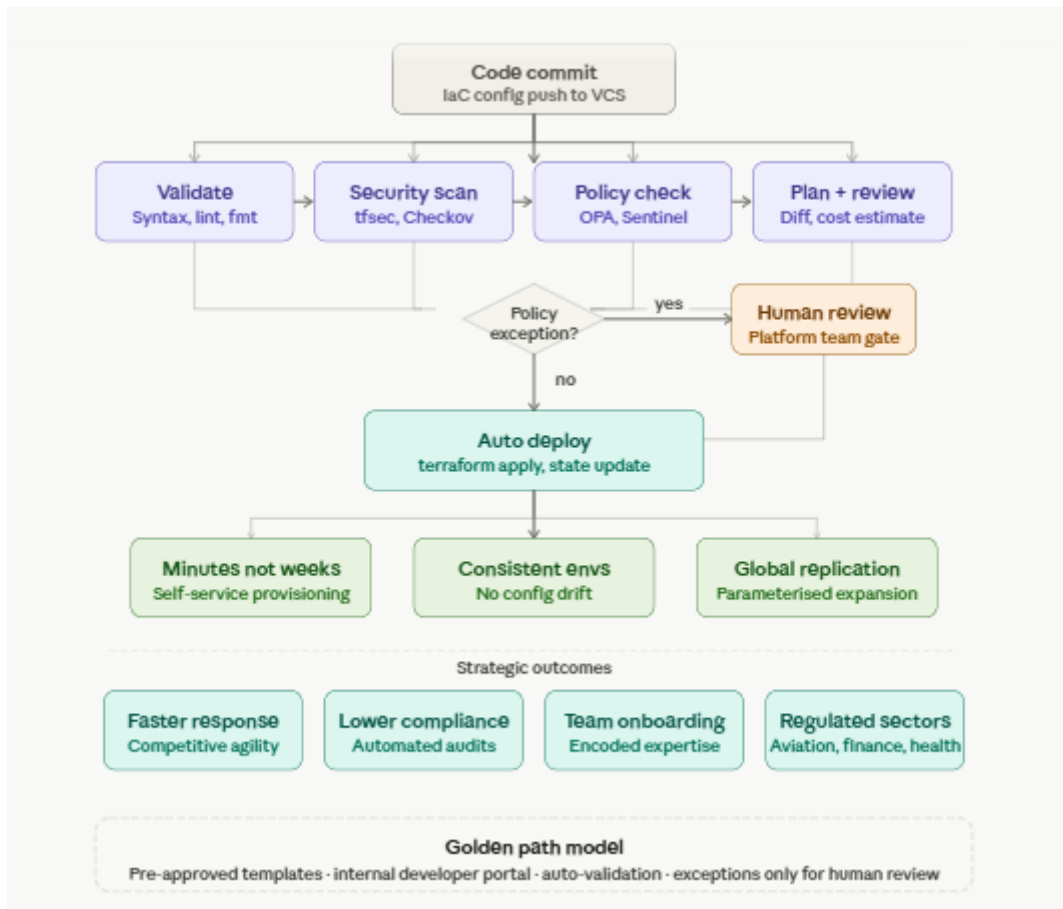 Code commit
IaC config push to VCS
Validate
Syntax, lint, fmt
Security scan
tfsec, Checkov
Policy check
OPA, Sentinel
Plan + review
Diff, cost estimate
Policy
exception?
yes
Human review
Platform team gate
no
Auto deploy
terraform apply, state update
Minutes not weeks
Self-service provisioning
Consistent envs
No config drift
Global replication
Parameterised expansion
Strategic outcomes
Faster response
Competitive agility
Lower compliance
Automated audits
Team onboarding
Encoded expertise
Regulated sectors
Aviation, finance, health
Golden path model
Pre-approved templates · internal developer portal · auto-validation · exceptions only for human review